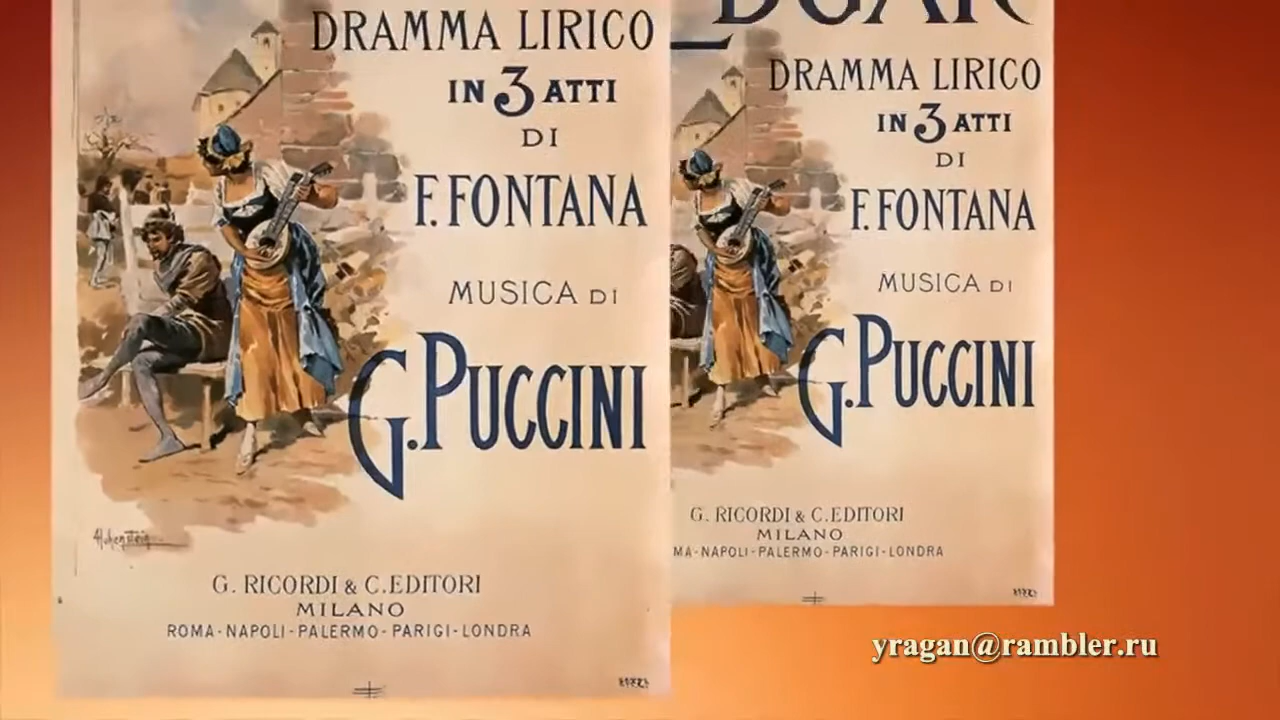 DRAMMA LIRICO
IN 3 ATTI
DI
F. FONTANA
MUSICA DI
G. PUCCINI
Hohenstein
G. RICORDI & C. EDITORI
MILANO
ROMA-NAPOLI-PALERMO-PARIGI-LONDRA
DRAMMA LIRICO
IN 3 ATTI
DI
F. FONTANA
MUSICA DI
G. PUCCINI
G. RICORDI & C. EDITORI
MILANO
MA-NAPOLI-PALERMO-PARIGI-LONDRA
yragan@rambler.ru